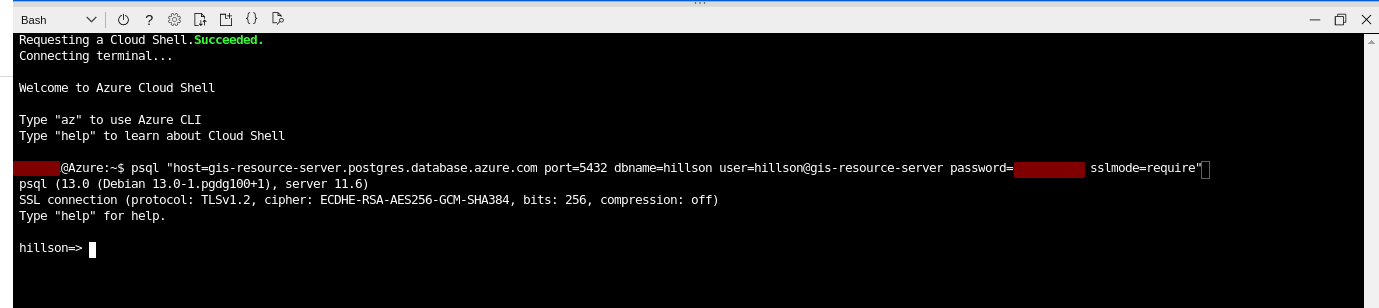 Bash
Requesting a Cloud Shell.Succeeded.
Connecting terminal...
Welcome to Azure Cloud Shell
Type "az" to use Azure CLI
Type "help" to learn about Cloud Shell
@Azure:~$ psql "host=gis-resource-server.postgres.database.azure.com port=5432 dbname=hillson user=hillson@gis-resource-server password= sslmode=require"
psql (13.0 (Debian 13.0-1.pgdg100+1), server 11.6)
SSL connection (protocol: TLSv1.2, cipher: ECDHE-RSA-AES256-GCM-SHA384, bits: 256, compression: off)
Type "help" for help.
hillson=>